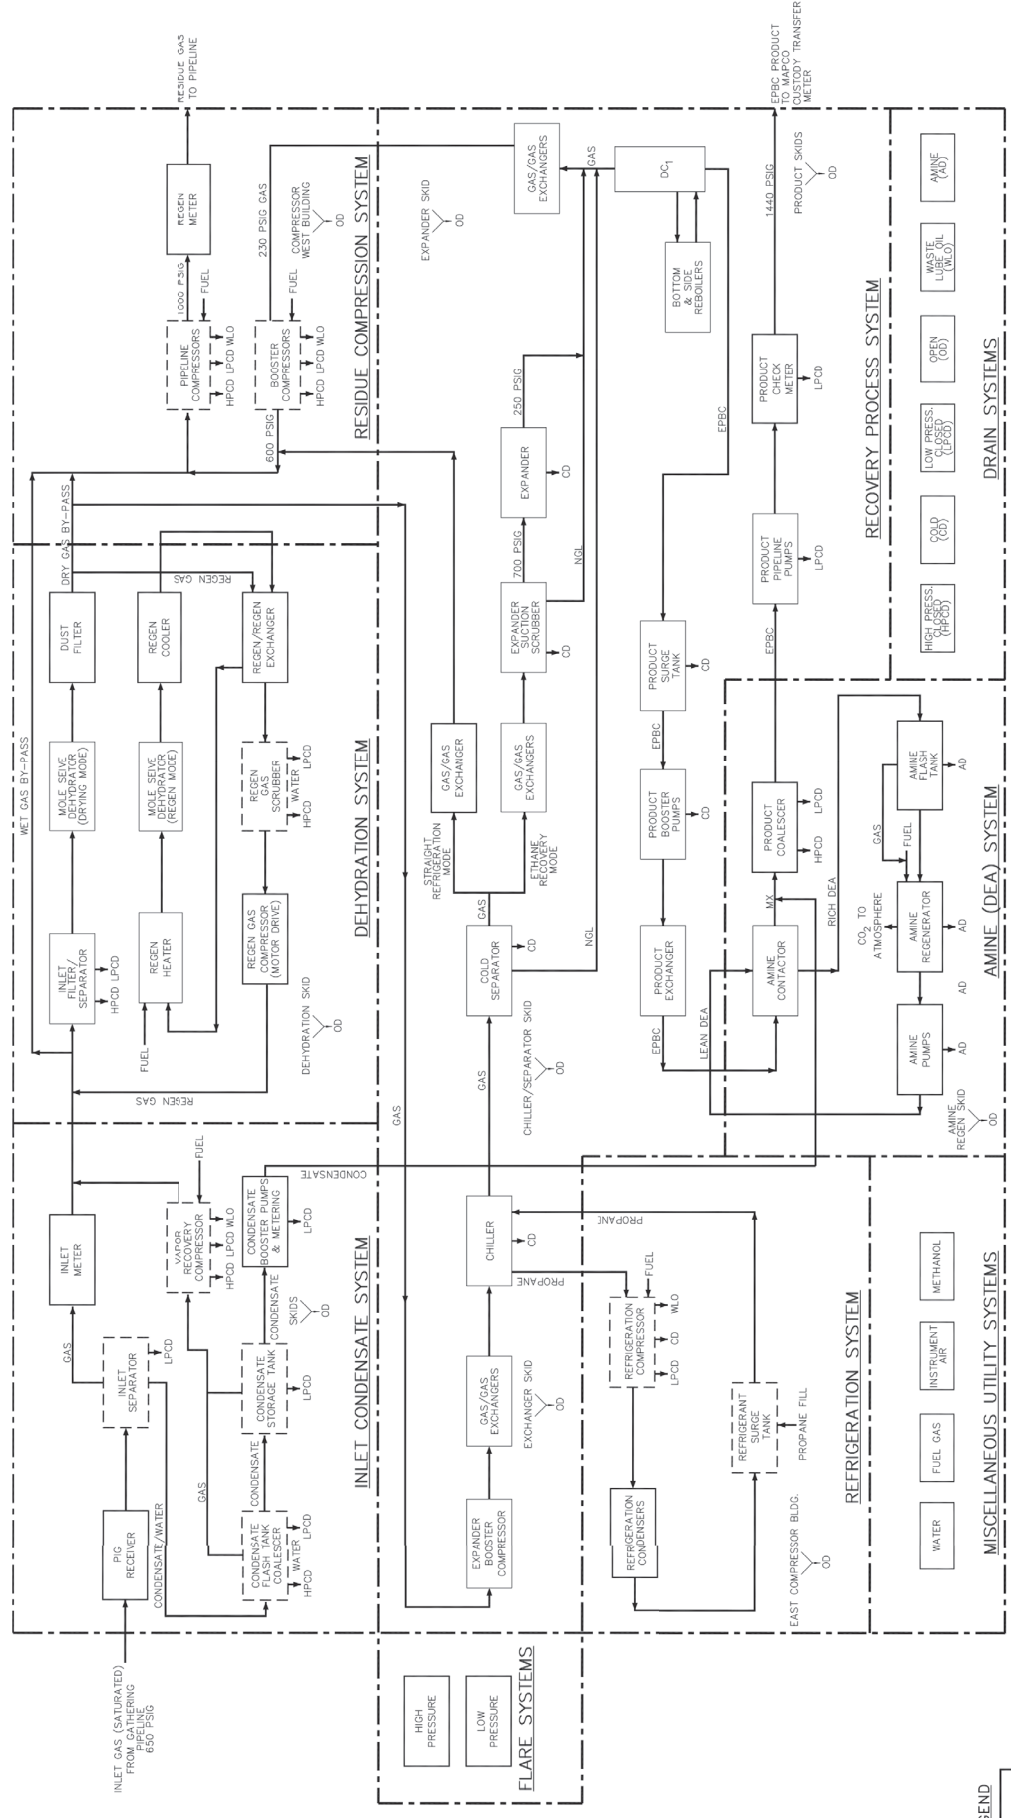 INLET GAS (SATURATED)
FROM GATHERING
PIPELINE
650 PSIG
PIG
RECEIVER
INLET
SEPARATOR
LPCD
GAS
INLET
METER
CONDENSATE/WATER
GAS
CONDENSATE
FLASH TANK
COALESCER
HPCD
WATER
LPCD
CONDENSATE
CONDENSATE
STORAGE TANK
LPCD
CONDENSATE
SKIDS
OD
RECOVERY
COMPRESSOR
FUEL
HPCD LPCD WLO
CONDENSATE
BOOSTER PUMPS
& METERING
LPCD
CONDENSATE
INLET CONDENSATE SYSTEM
WET GAS BY-PASS
INLET
FILTER/
SEPARATOR
HPCD LPCD
MOLE SEIVE
DEHYDRATOR
(DRYING MODE)
DUST
FILTER
DRY GAS BY-PASS
REGEN GAS
FUEL
REGEN
HEATER
MOLE SEIVE
DEHYDRATOR
(REGEN MODE)
REGEN
COOLER
REGEN/REGEN
EXCHANGER
REGEN
GAS
SCRUBBER
HPCD
WATER
LPCD
REGEN GAS
COMPRESSOR
(MOTOR DRIVE)
REGEN GAS
DEHYDRATION SKID
OD
DEHYDRATION SYSTEM
PIPELINE
COMPRESSORS
HPCD LPCD WLO
FUEL
1000 PSIG
REGEN
METER
RESIDUE GAS
TO PIPELINE
600 PSIG
BOOSTER
COMPRESSORS
HPCD LPCD WLO
FUEL
230 PSIG GAS
COMPRESSOR
WEST BUILDING
OD
RESIDUE COMPRESSION SYSTEM
GAS
EXPANDER
BOOSTER
COMPRESSOR
GAS/GAS
EXCHANGERS
EXCHANGER SKID
OD
CHILLER
CD
GAS
CHILLER/SEPARATOR SKID
OD
COLD
SEPARATOR
CD
GAS
NGL
STRAIGHT
REFRIGERATION
MODE
GAS/GAS
EXCHANGER
ETHANE
RECOVERY
MODE
GAS/GAS
EXCHANGERS
EXPANDER
SUCTION
SCRUBBER
CD
700 PSIG
NGL
EXPANDER
CD
250 PSIG
EXPANDER SKID
OD
GAS/GAS
EXCHANGERS
GAS
DC1
BOTTOM
& SIDE
REBOILERS
EPBC
PRODUCT
SURGE
TANK
CD
EPBC
PRODUCT
BOOSTER
PUMPS
CD
PRODUCT
EXCHANGER
EPBC
PRODUCT
PIPELINE
PUMPS
LPCD
PRODUCT
CHECK
METER
LPCD
1440 PSIG
PRODUCT SKIDS
OD
EPBC PRODUCT
TO MAPCO
CUSTODY TRANSFER
METER
RECOVERY PROCESS SYSTEM
LEAN DEA
AMINE
CONTACTOR
MX
PRODUCT
COALESCER
HPCD
LPCD
EPBC
RICH DEA
AMINE
FLASH
TANK
AD
GAS
FUEL
AMINE
REGENERATOR
AD
CO2 TO
ATMOSPHERE
AMINE
PUMPS
AD
AD
AMINE
REGEN SKID
OD
AMINE (DEA) SYSTEM
PROPANE
PROPANE
REFRIGERATION
COMPRESSOR
FUEL
LPCD
CD
WLO
REFRIGERATION
CONDENSERS
REFRIGERANT
SURGE
TANK
PROPANE FILL
EAST COMPRESSOR BLDG.
OD
REFRIGERATION SYSTEM
HIGH
PRESSURE
LOW
PRESSURE
FLARE SYSTEMS
WATER
FUEL GAS
INSTRUMENT
AIR
METHANOL
MISCELLANEOUS UTILITY SYSTEMS
HIGH PRESS.
CLOSED
(HPCD)
COLD
(CD)
LOW PRESS.
CLOSED
(LPCD)
OPEN
(OD)
WASTE
LUBE OIL
(WLO)
AMINE
(AD)
DRAIN SYSTEMS